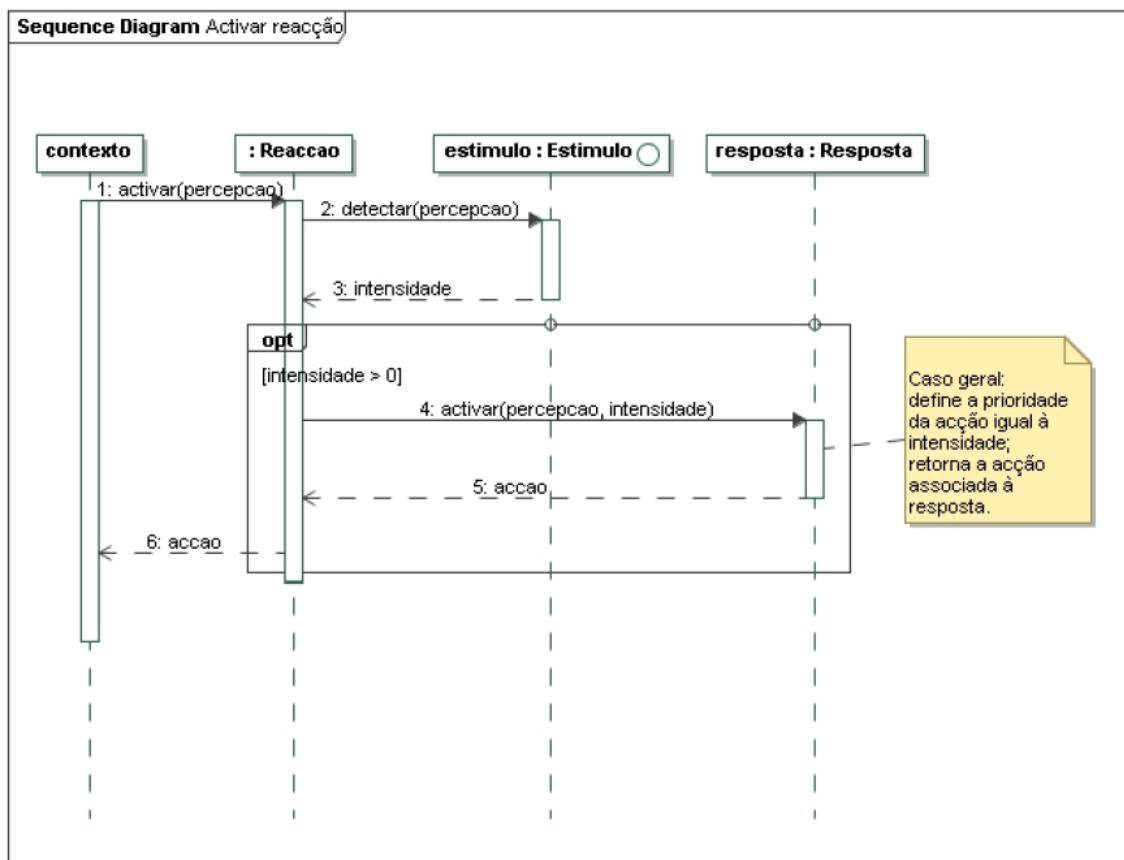 Sequence Diagram Activar reacção
contexto
: Reaccao
estimulo : Estimulo
resposta : Resposta
1: activar(percepcao)
2: detectar(percepcao)
3: intensidade
opt
[intensidade > 0]
4: activar(percepcao, intensidade)
Caso geral:
define a prioridade
da acção igual à
intensidade;
retorna a acção
associada à
resposta.
5: accao
6: accao